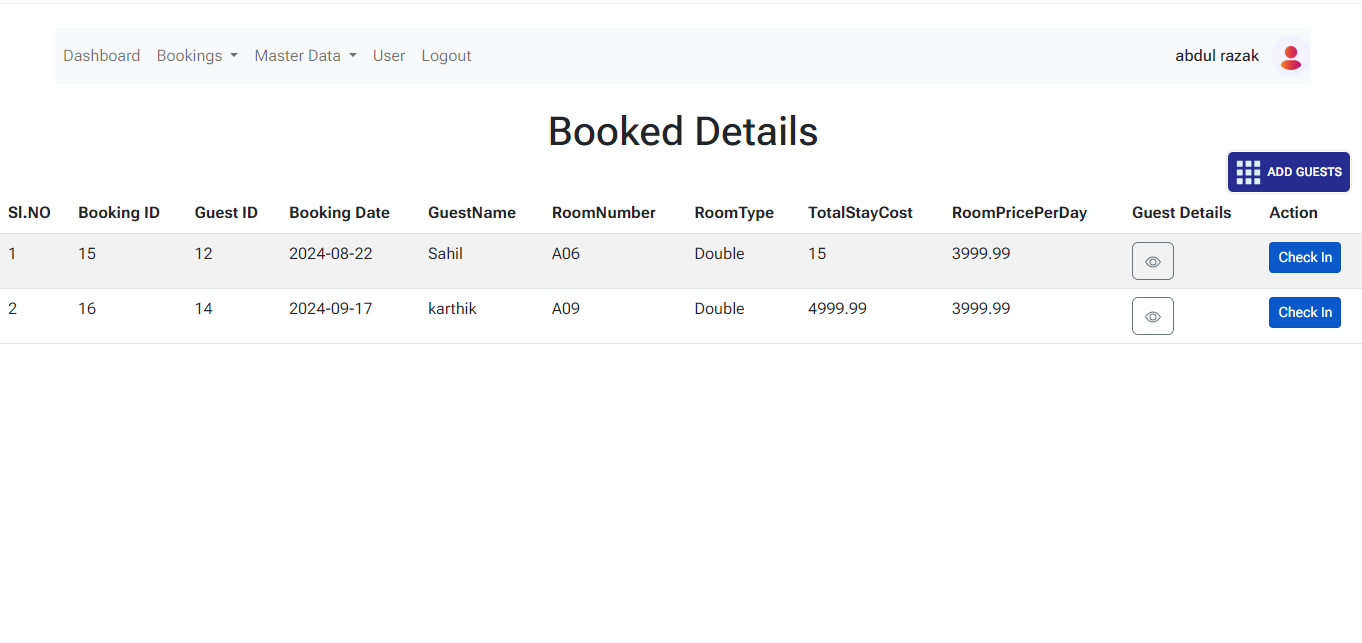 Dashboard Bookings Master Data User Logout abdul razak
Booked Details
ADD GUESTS
Sl.NO Booking ID Guest ID Booking Date GuestName RoomNumber RoomType TotalStayCost RoomPricePerDay Guest Details Action
1 15 12 2024-08-22 Sahil A06 Double 15 3999.99 Check In
2 16 14 2024-09-17 karthik A09 Double 4999.99 3999.99 Check In